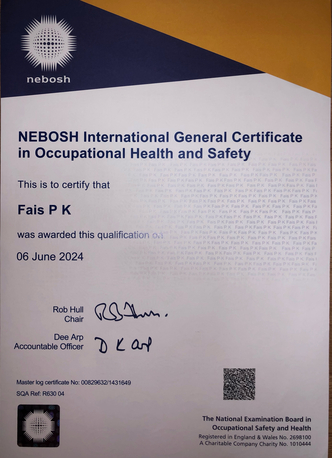 nebosh
NEBOSH International General Certificate
in Occupational Health and Safety
This is to certify that
Fais P K
was awarded this qualification on
06 June 2024
Rob Hull
Chair
Dee Arp
Accountable Officer
D K Arp
Master log certificate No: 00829632/1431649
SQA Ref: R630 04
The National Examination Board in
Occupational Safety and Health
Registered in England & Wales No. 2698100
A Charitable Company Charity No. 1010444